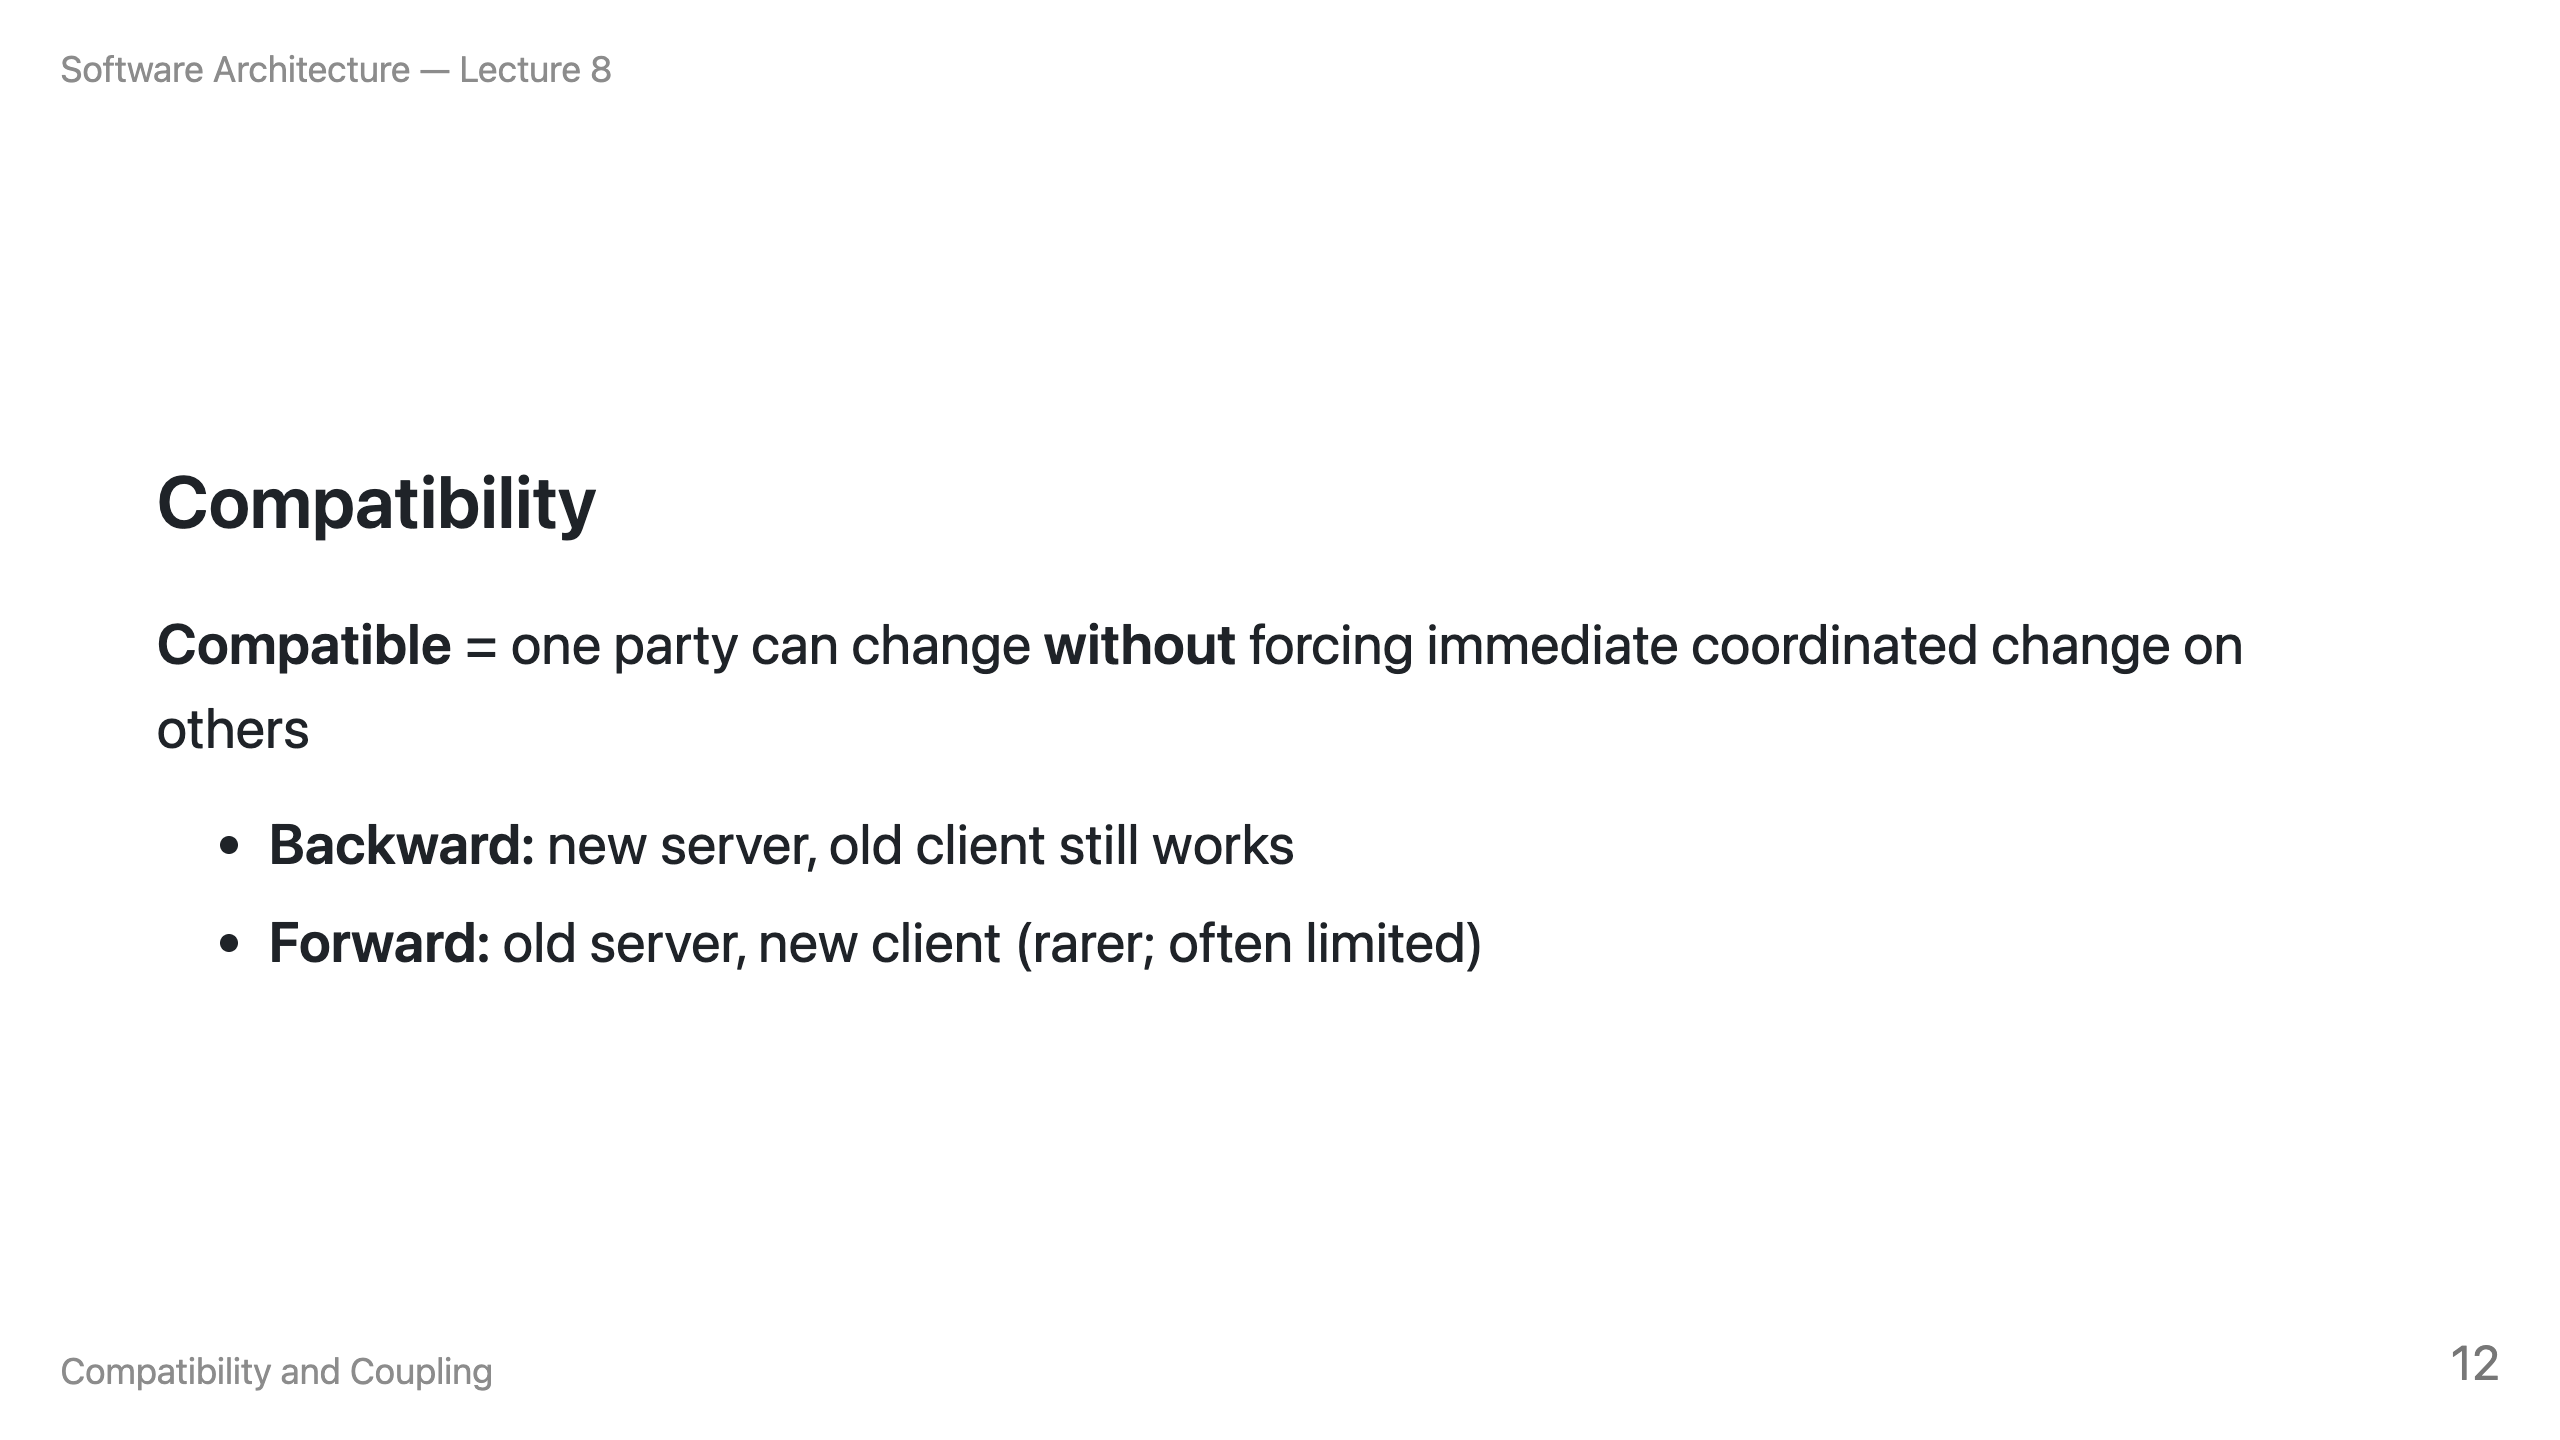 Software Architecture — Lecture 8
Compatibility
Compatible = one party can change without forcing immediate coordinated change on
others
• Backward: new server, old client still works
• Forward: old server, new client (rarer; often limited)
Compatibility and Coupling
12